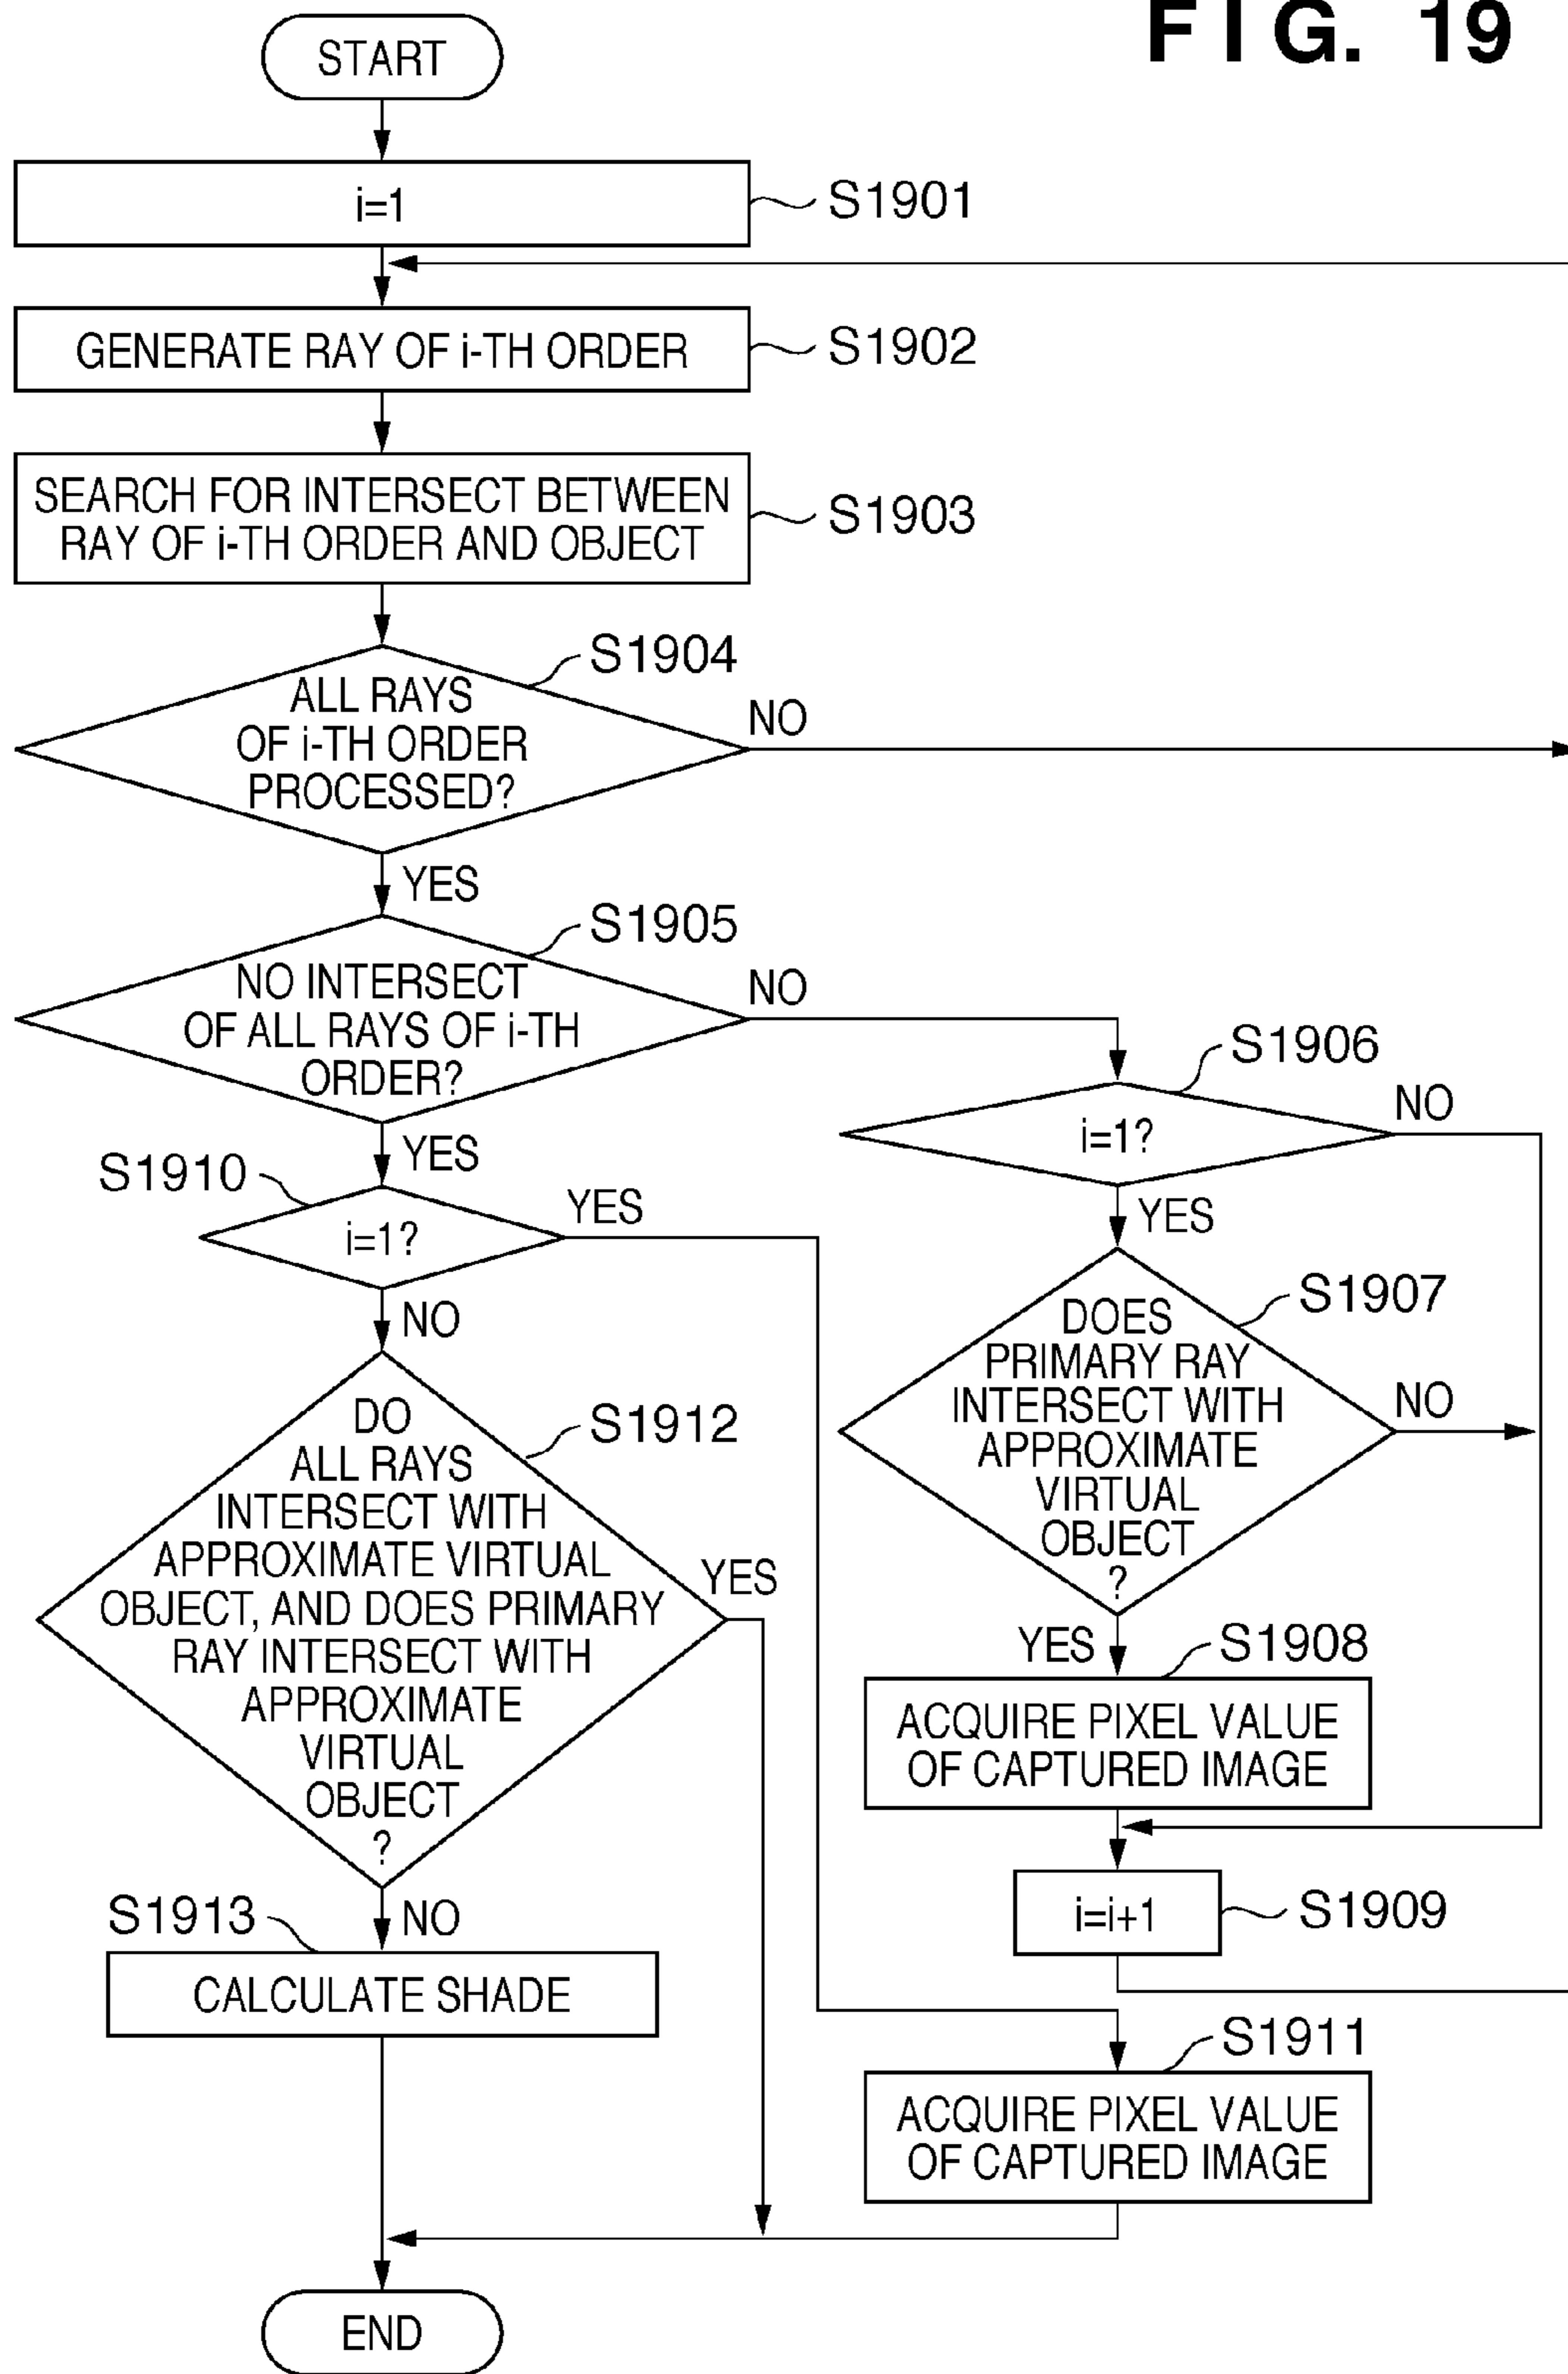 FIG. 19
START
i=1
S1901
GENERATE RAY OF i-TH ORDER
S1902
SEARCH FOR INTERSECT BETWEEN
RAY OF i-TH ORDER AND OBJECT
S1903
S1904
ALL RAYS
OF i-TH ORDER
PROCESSED?
NO
YES
S1905
NO INTERSECT
OF ALL RAYS OF i-TH
ORDER?
NO
YES
S1906
i=1?
NO
YES
S1910
i=1?
YES
NO
S1907
DOES
PRIMARY RAY
INTERSECT WITH
APPROXIMATE
VIRTUAL
OBJECT
?
NO
YES
S1912
DO
ALL RAYS
INTERSECT WITH
APPROXIMATE VIRTUAL
OBJECT, AND DOES PRIMARY
RAY INTERSECT WITH
APPROXIMATE
VIRTUAL
OBJECT
?
YES
NO
S1908
ACQUIRE PIXEL VALUE
OF CAPTURED IMAGE
i=i+1
S1909
S1913
CALCULATE SHADE
S1911
ACQUIRE PIXEL VALUE
OF CAPTURED IMAGE
END